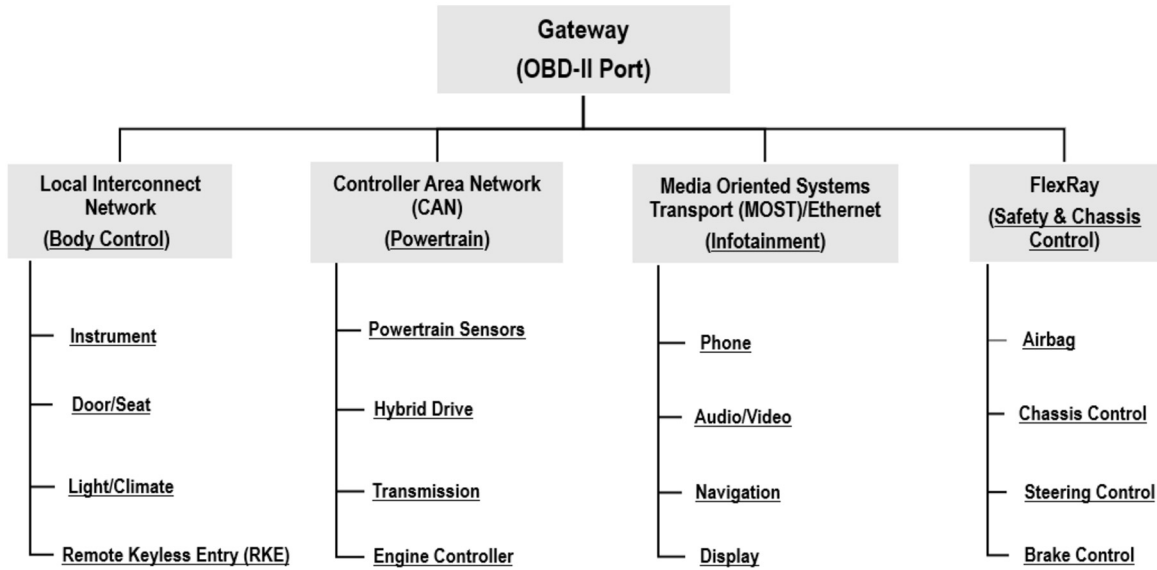 Gateway
(OBD-II Port)
Local Interconnect
Network
(Body Control)
Controller Area Network
(CAN)
(Powertrain)
Media Oriented Systems
Transport (MOST)/Ethernet
(Infotainment)
FlexRay
(Safety & Chassis
Control)
Instrument
Door/Seat
Light/Climate
Remote Keyless Entry (RKE)
Powertrain Sensors
Hybrid Drive
Transmission
Engine Controller
Phone
Audio/Video
Navigation
Display
Airbag
Chassis Control
Steering Control
Brake Control